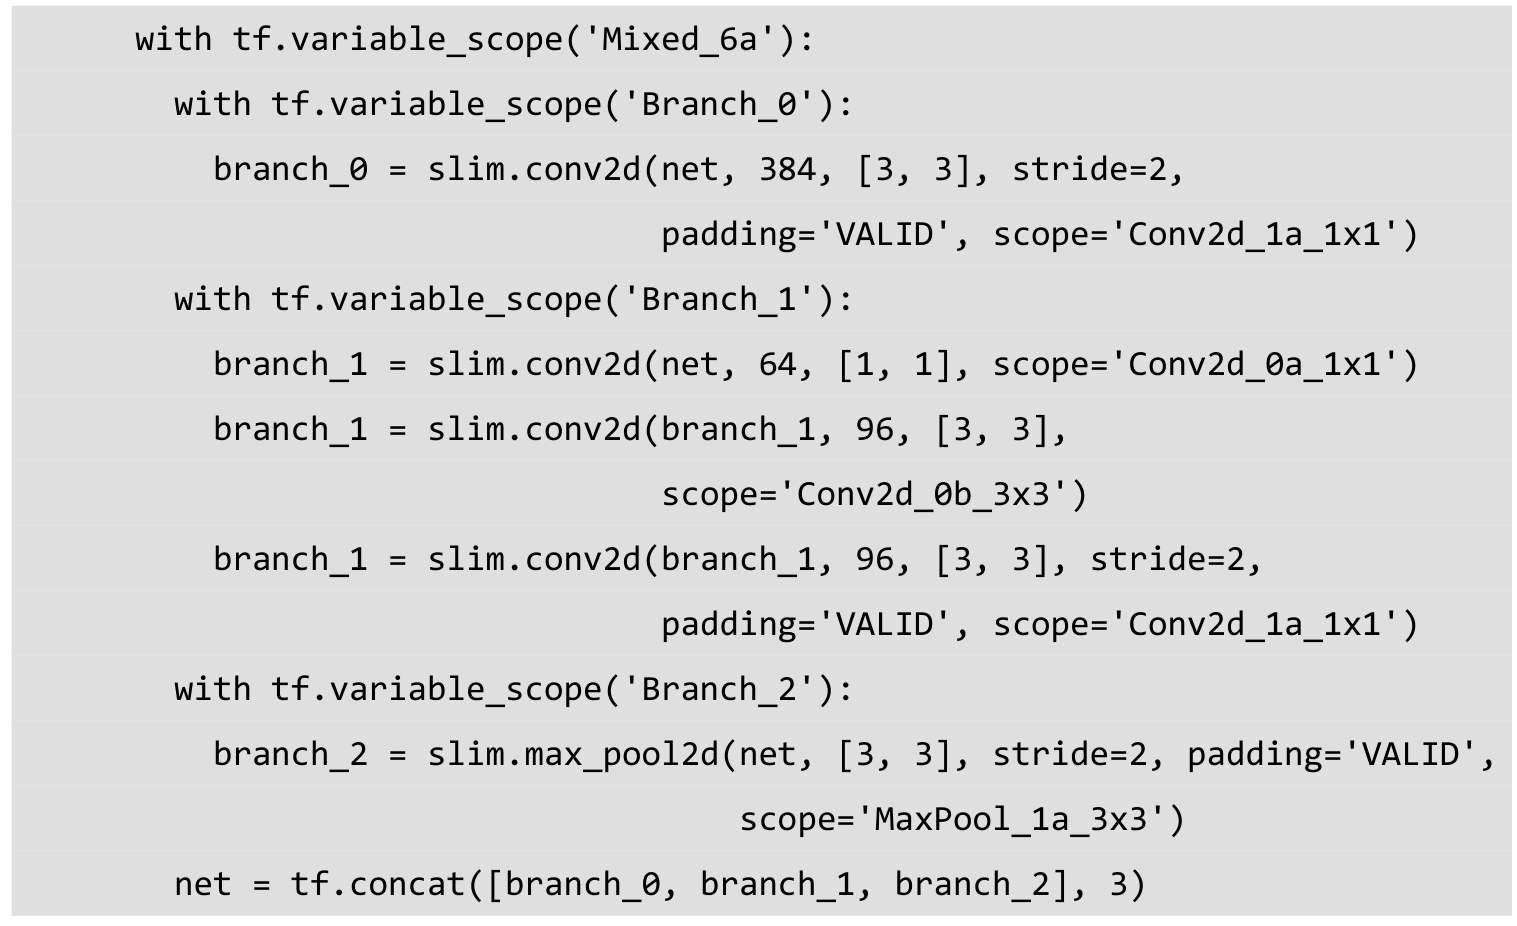 with tf.variable_scope('Mixed_6a'):
with tf.variable_scope('Branch_0'):
branch_0 = slim.conv2d(net, 384, [3, 3], stride=2,
padding='VALID', scope='Conv2d_1a_1x1')
with tf.variable_scope('Branch_1'):
branch_1 = slim.conv2d(net, 64, [1, 1], scope='Conv2d_0a_1x1')
branch_1 = slim.conv2d(branch_1, 96, [3, 3],
scope='Conv2d_0b_3x3')
branch_1 = slim.conv2d(branch_1, 96, [3, 3], stride=2,
padding='VALID', scope='Conv2d_1a_1x1')
with tf.variable_scope('Branch_2'):
branch_2 = slim.max_pool2d(net, [3, 3], stride=2, padding='VALID',
scope='MaxPool_1a_3x3')
net = tf.concat([branch_0, branch_1, branch_2], 3)